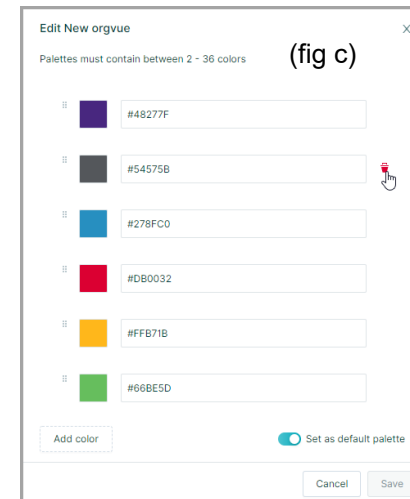 Edit New orgvue
X
Palettes must contain between 2 - 36 colors
(fig c)
#48277F
#54575B
#278FC0
#DB0032
#FFB71B
#66BE5D
Add color
Set as default palette
Cancel
Save